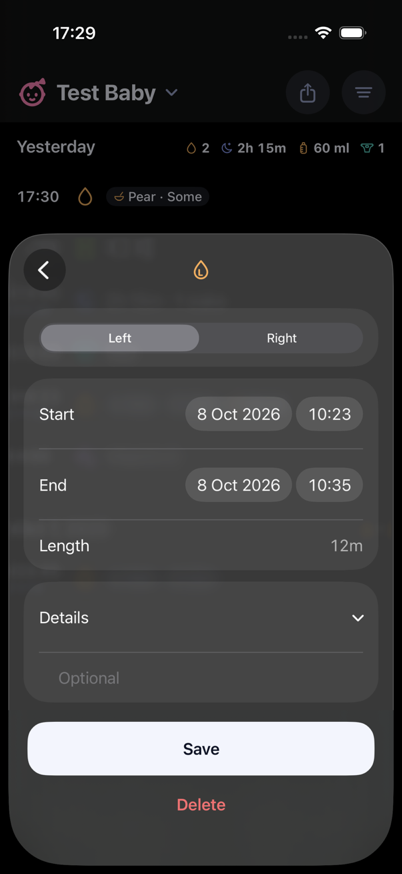 17:29
Test Baby
Yesterday 2 2h 15m 60 ml 1
17:30 Pear · Some
L
Left Right
Start 8 Oct 2026 10:23
End 8 Oct 2026 10:35
Length 12m
Details
Optional
Save
Delete